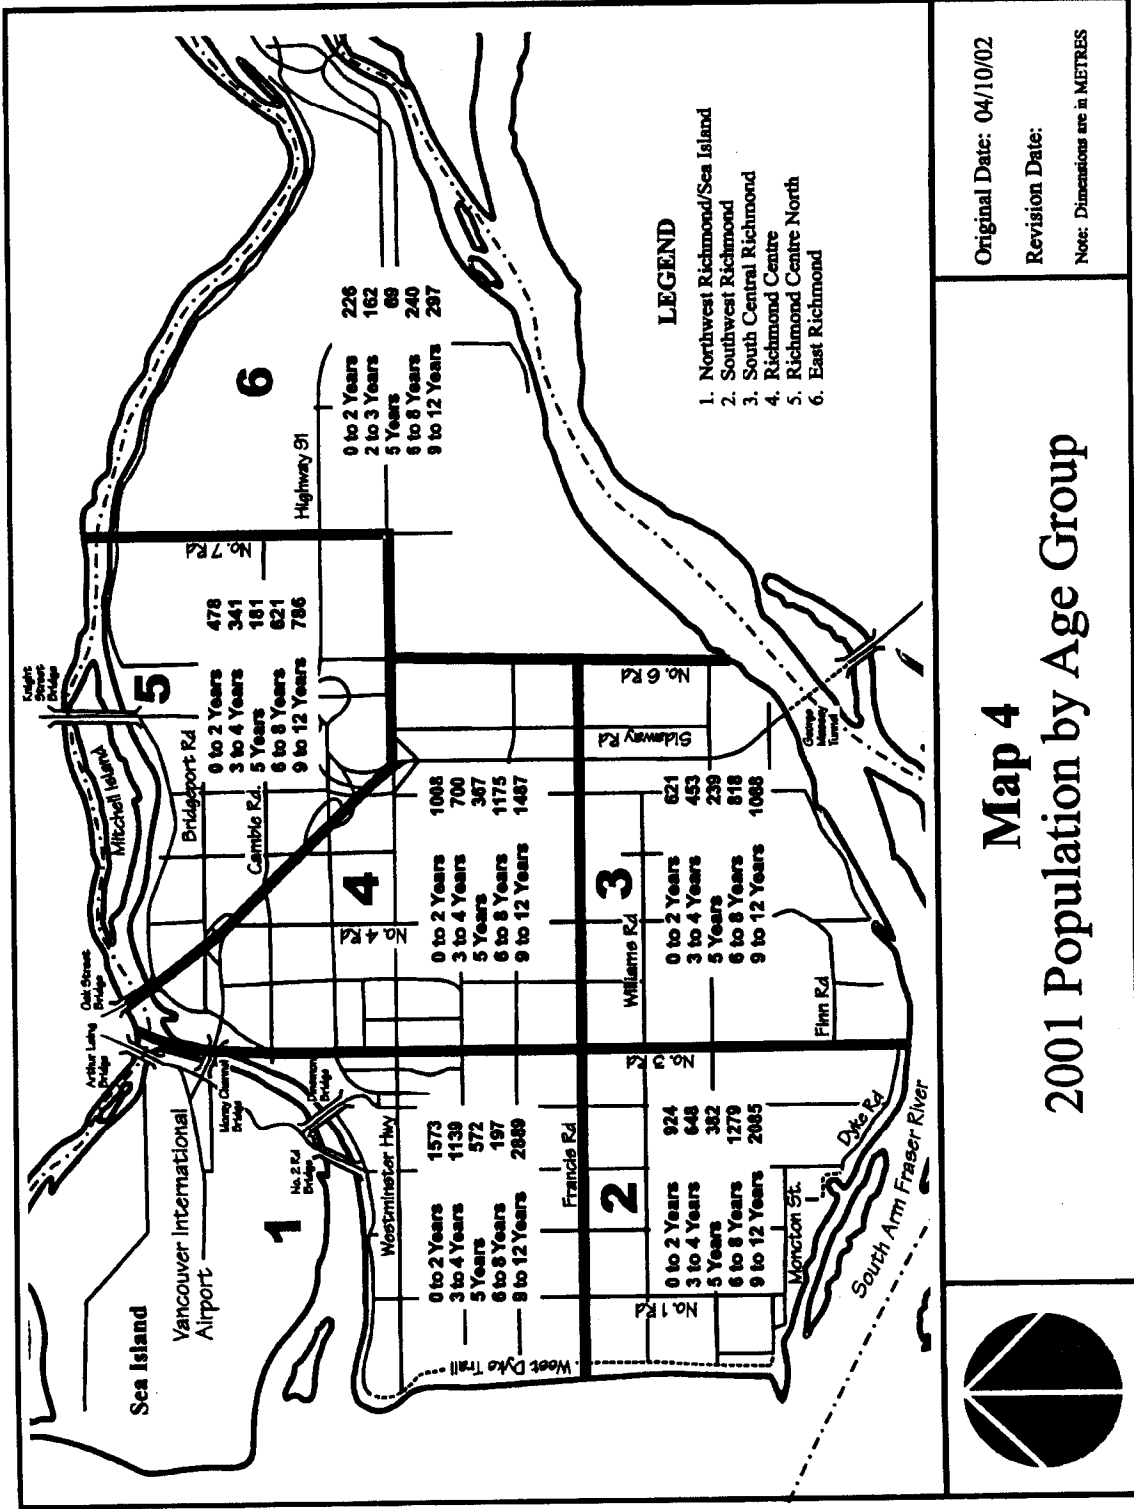 Sea Island
Vancouver International
Airport
1
Arthur Laing
Bridge
Oak Street
Bridge
Moray Channel
Bridge
Dinsmore
Bridge
No. 2 Rd
Bridge
Mitchell Island
Knight
Street
Bridge
Bridgeport Rd
Cambie Rd.
5
0 to 2 Years 478
3 to 4 Years 341
5 Years 181
6 to 8 Years 621
9 to 12 Years 786
No. 7 Rd
Highway 91
6
0 to 2 Years 226
2 to 3 Years 162
5 Years 69
6 to 8 Years 240
9 to 12 Years 297
Westminster Hwy
0 to 2 Years 1573
3 to 4 Years 1139
5 Years 572
6 to 8 Years 197
9 to 12 Years 2889
West Dyke Trail
Francis Rd
No. 4 Rd
4
0 to 2 Years 1008
3 to 4 Years 700
5 Years 367
6 to 8 Years 1175
9 to 12 Years 1487
2
No. 1 Rd
0 to 2 Years 924
3 to 4 Years 648
5 Years 382
6 to 8 Years 1279
9 to 12 Years 2085
Moncton St.
Dyke Rd
South Arm Fraser River
No. 3 Rd
Williams Rd
3
0 to 2 Years 621
3 to 4 Years 453
5 Years 239
6 to 8 Years 818
9 to 12 Years 1068
Finn Rd
Sidaway Rd
No. 6 Rd
George
Massey
Tunnel
LEGEND
1. Northwest Richmond/Sea Island
2. Southwest Richmond
3. South Central Richmond
4. Richmond Centre
5. Richmond Centre North
6. East Richmond
Map 4
2001 Population by Age Group
Original Date: 04/10/02
Revision Date:
Note: Dimensions are in METRES